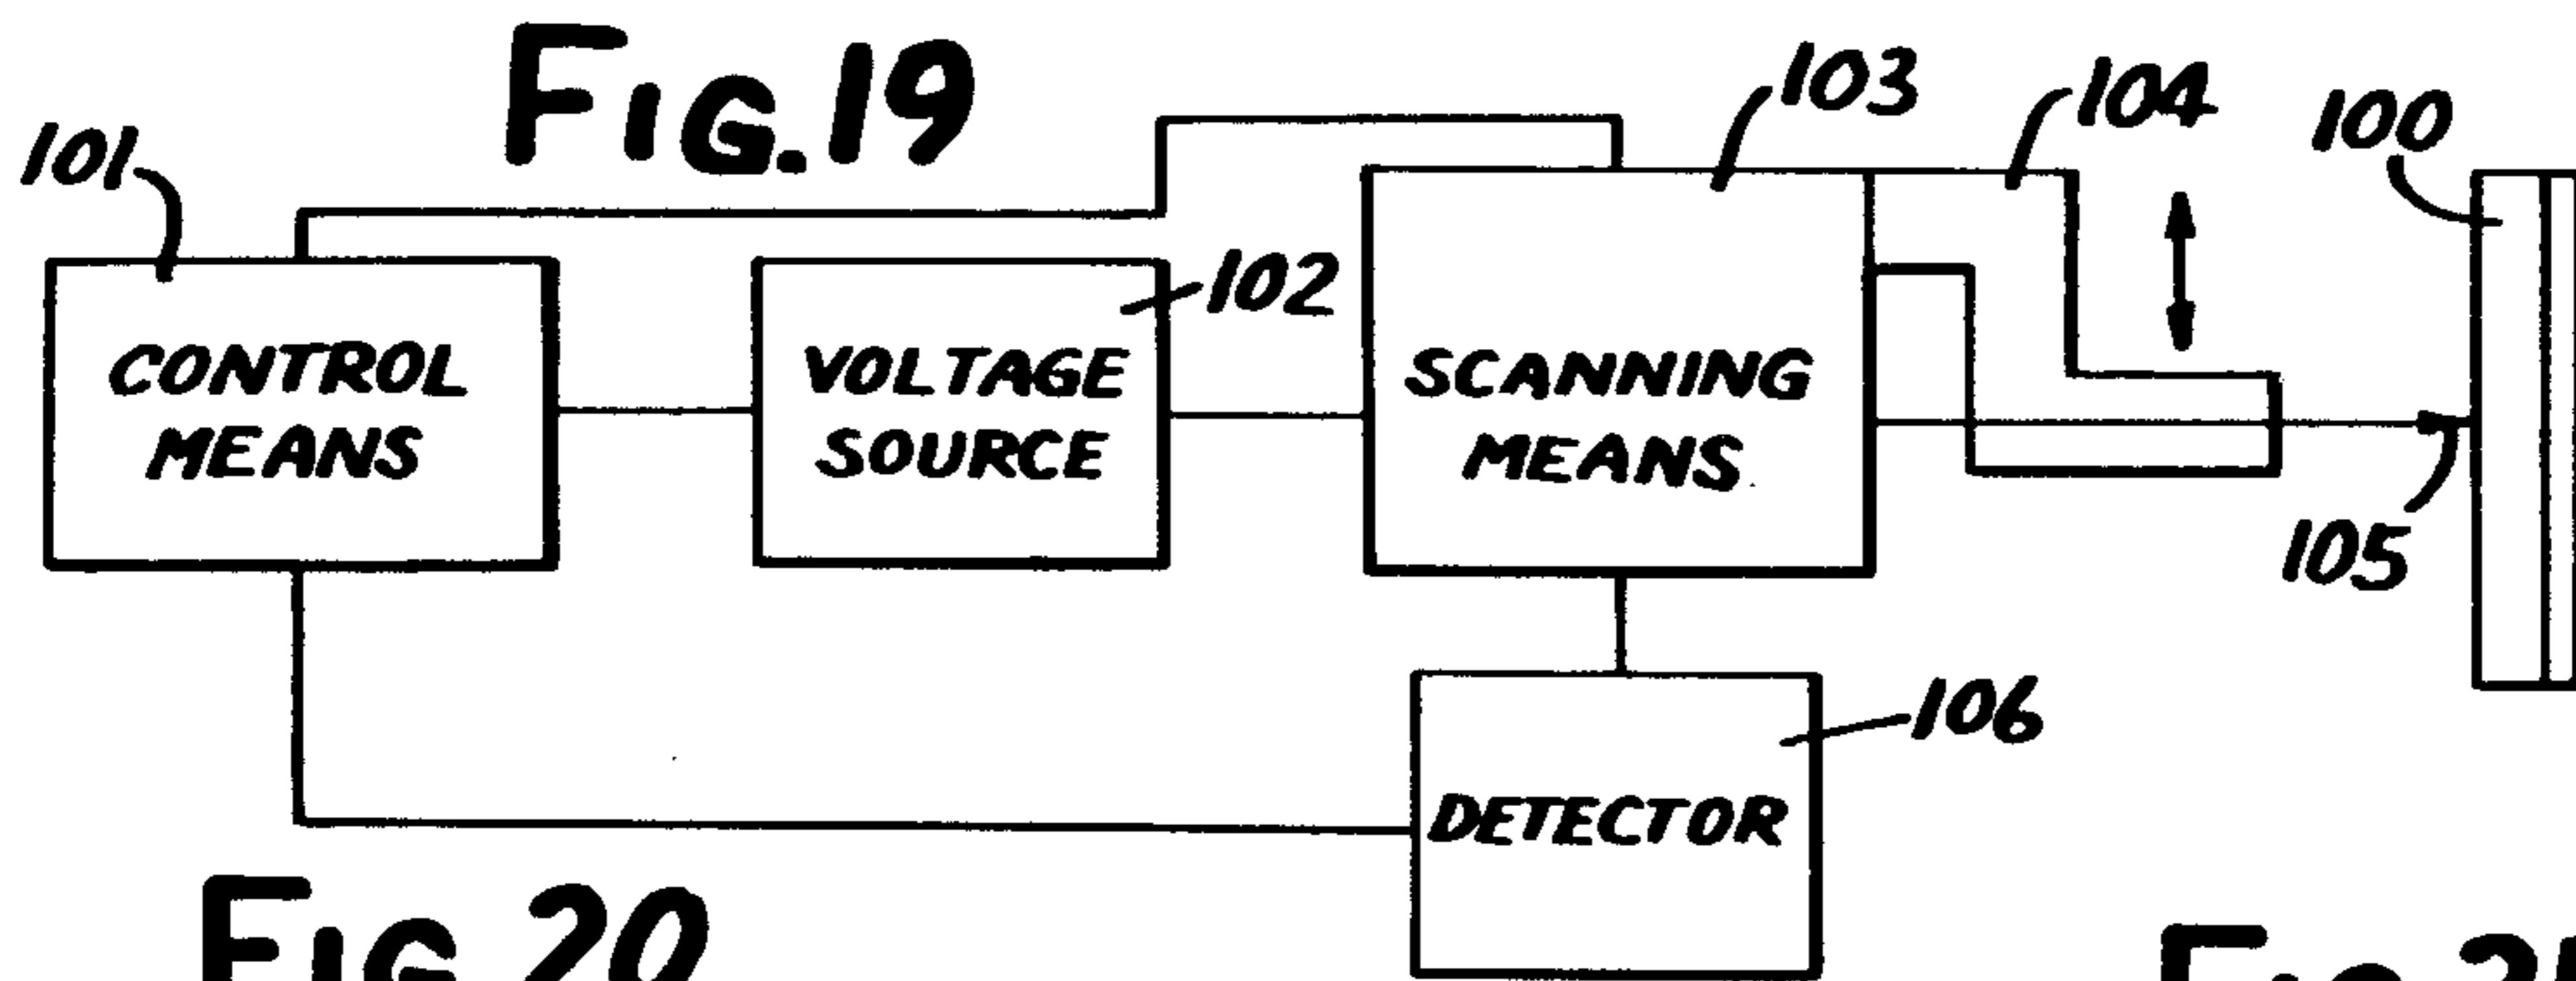 FIG.19
103
104
100
101
102
CONTROL
MEANS
VOLTAGE
SOURCE
SCANNING
MEANS
105
106
DETECTOR
FIG.20